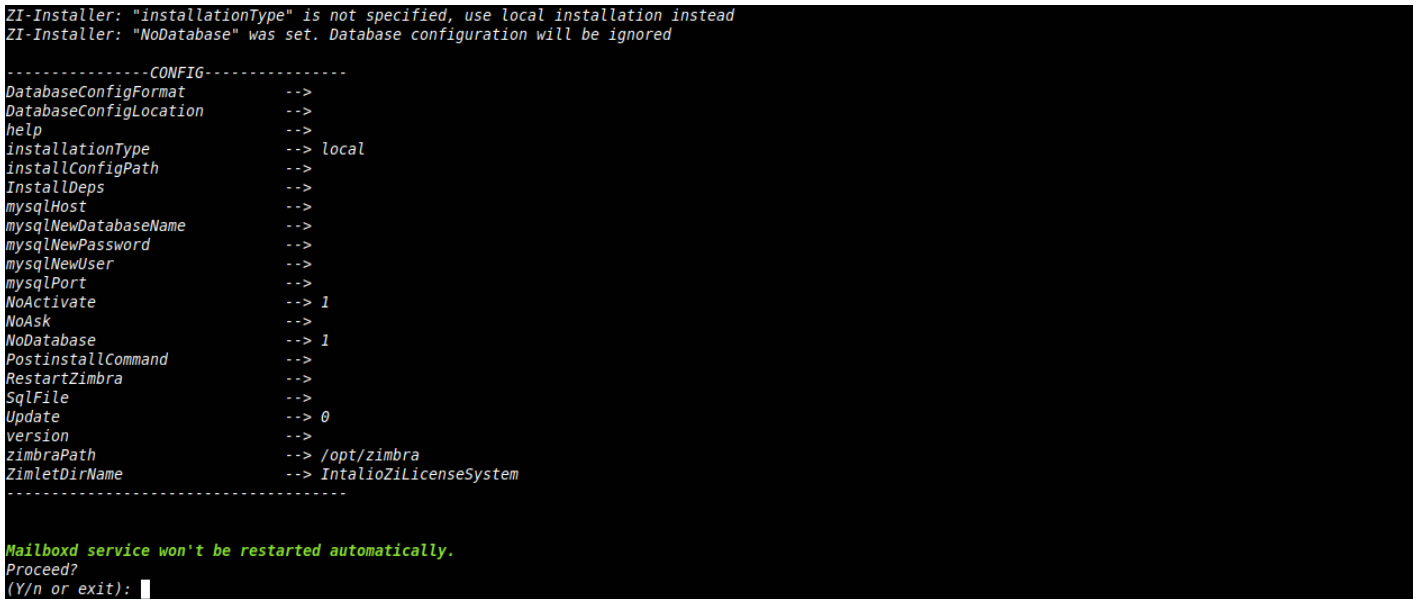 ZI-Installer: "installationType" is not specified, use local installation instead
ZI-Installer: "NoDatabase" was set. Database configuration will be ignored
----------------CONFIG----------------
DatabaseConfigFormat -->
DatabaseConfigLocation -->
help -->
installationType --> local
installConfigPath -->
InstallDeps -->
mysqlHost -->
mysqlNewDatabaseName -->
mysqlNewPassword -->
mysqlNewUser -->
mysqlPort -->
NoActivate --> 1
NoAsk -->
NoDatabase --> 1
PostinstallCommand -->
RestartZimbra -->
SqlFile -->
Update --> 0
version -->
zimbraPath --> /opt/zimbra
ZimletDirName --> IntalioZiLicenseSystem
--------------------------------------
Mailboxd service won't be restarted automatically.
Proceed?
(Y/n or exit):